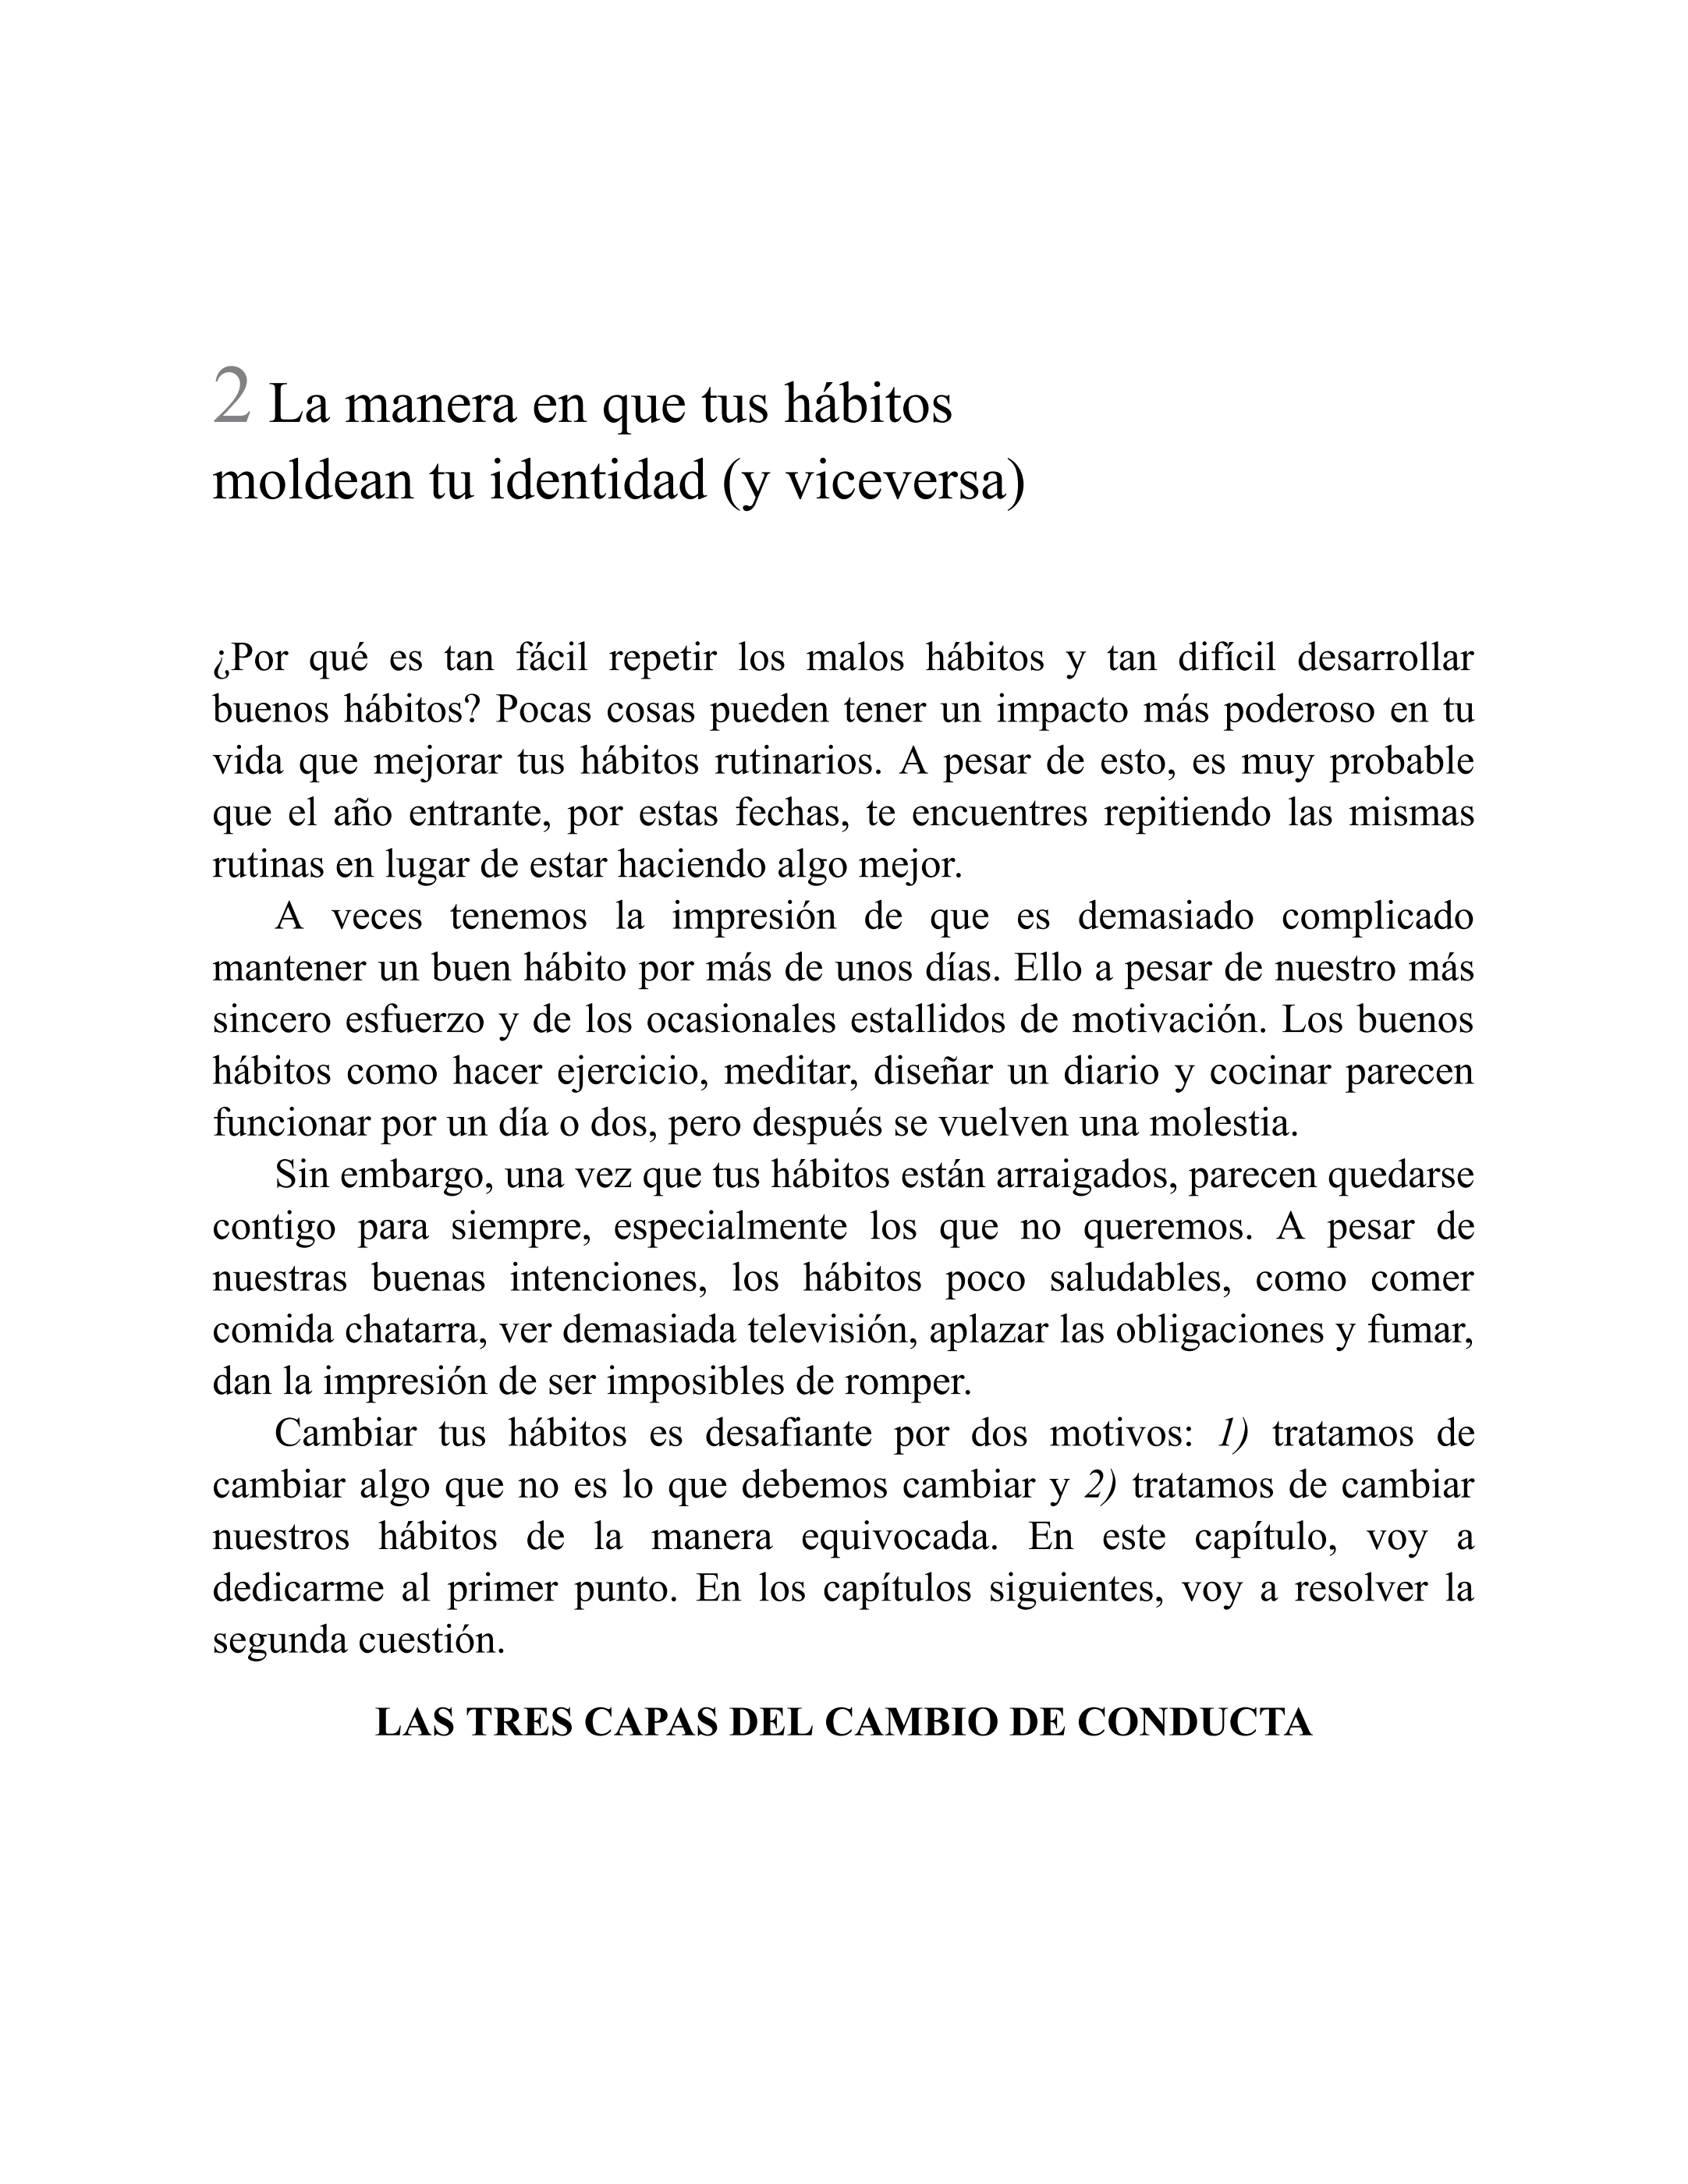 2 La manera en que tus hábitos
moldean tu identidad (y viceversa)
¿Por qué es tan fácil repetir los malos hábitos y tan difícil desarrollar
buenos hábitos? Pocas cosas pueden tener un impacto más poderoso en tu
vida que mejorar tus hábitos rutinarios. A pesar de esto, es muy probable
que el año entrante, por estas fechas, te encuentres repitiendo las mismas
rutinas en lugar de estar haciendo algo mejor.
A veces tenemos la impresión de que es demasiado complicado
mantener un buen hábito por más de unos días. Ello a pesar de nuestro más
sincero esfuerzo y de los ocasionales estallidos de motivación. Los buenos
hábitos como hacer ejercicio, meditar, diseñar un diario y cocinar parecen
funcionar por un día o dos, pero después se vuelven una molestia.
Sin embargo, una vez que tus hábitos están arraigados, parecen quedarse
contigo para siempre, especialmente los que no queremos. A pesar de
nuestras buenas intenciones, los hábitos poco saludables, como comer
comida chatarra, ver demasiada televisión, aplazar las obligaciones y fumar,
dan la impresión de ser imposibles de romper.
Cambiar tus hábitos es desafiante por dos motivos: 1) tratamos de
cambiar algo que no es lo que debemos cambiar y 2) tratamos de cambiar
nuestros hábitos de la manera equivocada. En este capítulo, voy a
dedicarme al primer punto. En los capítulos siguientes, voy a resolver la
segunda cuestión.
LAS TRES CAPAS DEL CAMBIO DE CONDUCTA